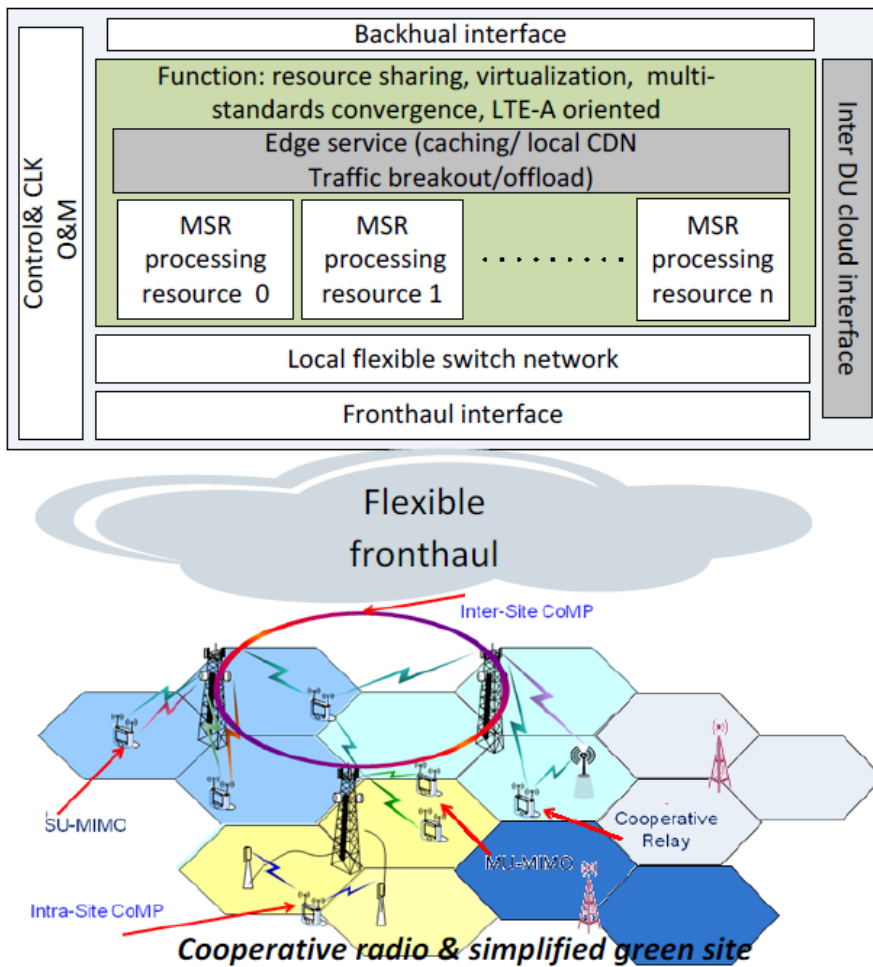 Backhual interface
Control& CLK
O&M
Function: resource sharing, virtualization, multi-
standards convergence, LTE-A oriented
Edge service (caching/ local CDN
Traffic breakout/offload)
MSR
processing
resource 0
MSR
processing
resource 1
. . . . . . . . . . .
MSR
processing
resource n
Inter DU cloud interface
Local flexible switch network
Fronthaul interface
Flexible
fronthaul
Inter-Site CoMP
SU-MIMO
Cooperative
Relay
MU-MIMO
Intra-Site CoMP
Cooperative radio & simplified green site